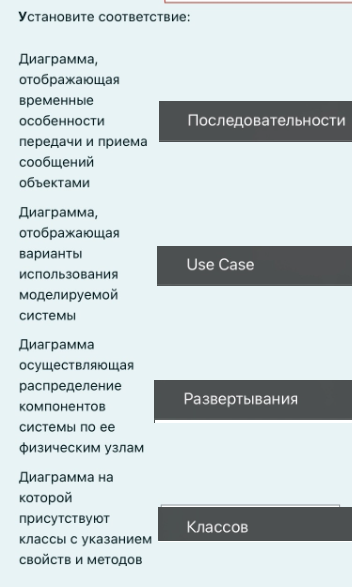 Установите соответствие:
Диаграмма,
отображающая
временные
особенности
передачи и приема
сообщений
объектами
Последовательности
Диаграмма,
отображающая
варианты
использования
моделируемой
системы
Use Case
Диаграмма
осуществляющая
распределение
компонентов
системы по ее
физическим узлам
Развертывания
Диаграмма на
которой
присутствуют
классы с указанием
свойств и методов
Классов